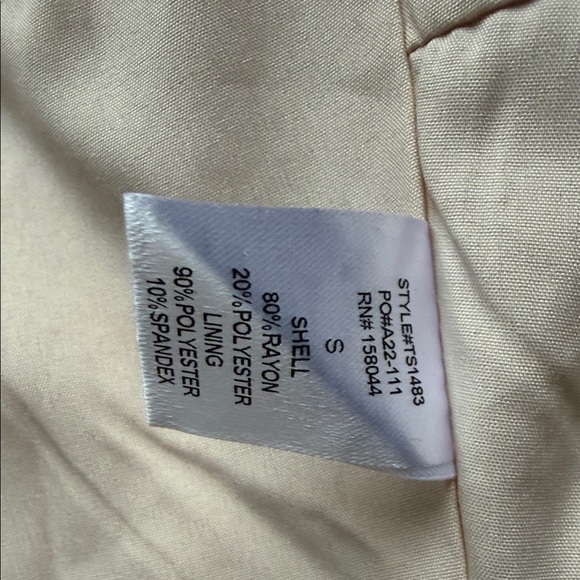 STYLE#TS1483
PO#A22-111
RN# 158044
S
SHELL
80%RAYON
20%POLYESTER
LINING
90%POLYESTER
10%SPANDEX